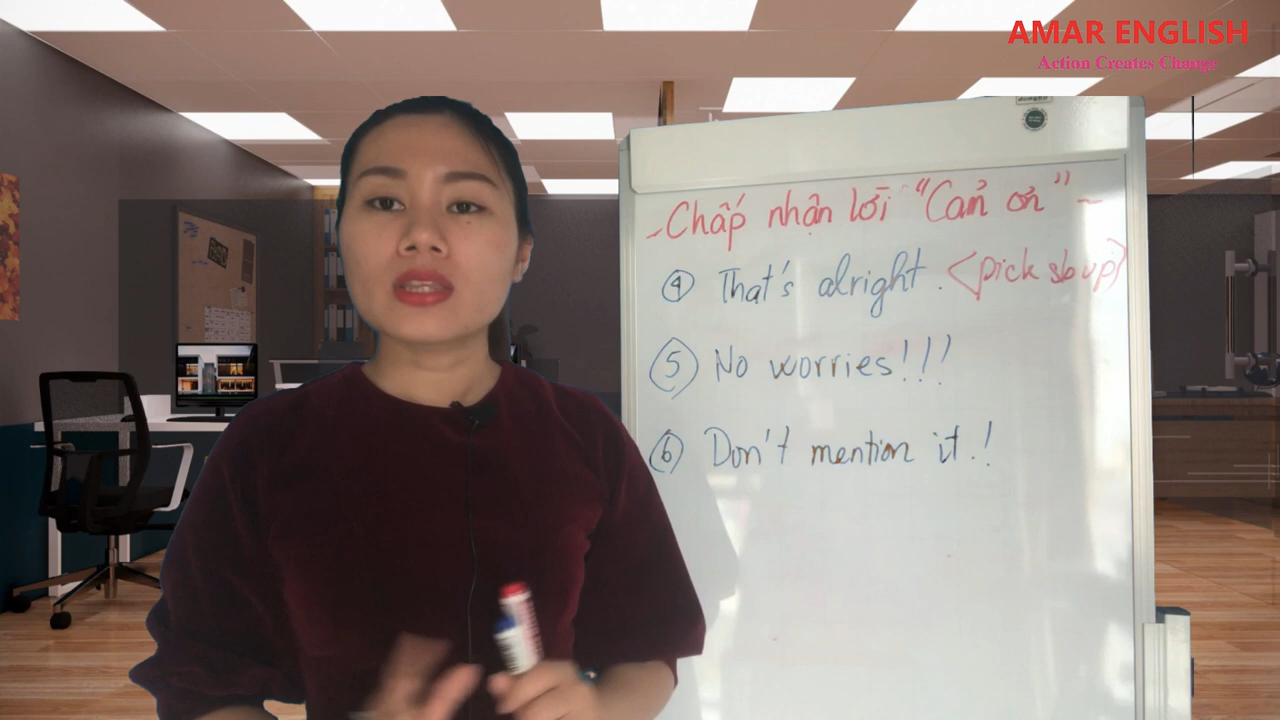 AMAR ENGLISH
Action Creates Change
~ Chấp nhận lời "Cảm ơn" ~
④ That's alright. <pick sb up>
⑤ No worries!!!
⑥ Don't mention it.!